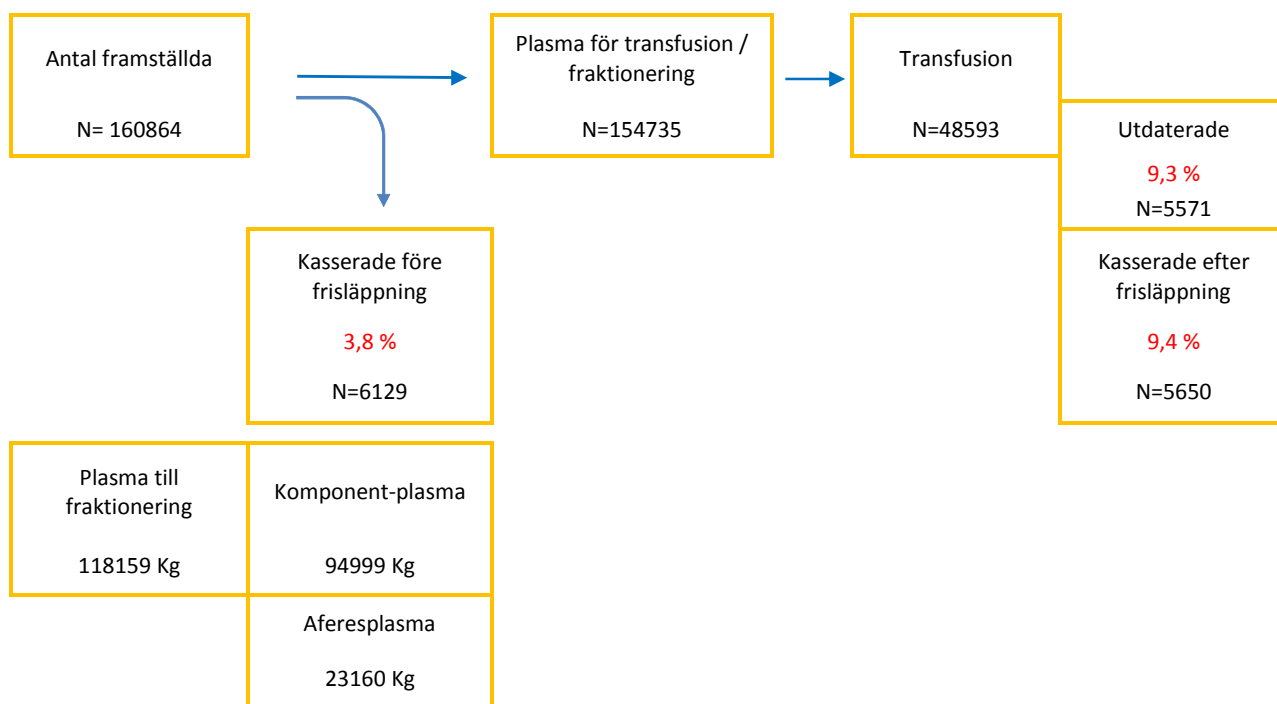 Antal framställda
N= 160864
Plasma för transfusion /
fraktionering
N=154735
Transfusion
N=48593
Utdaterade
9,3 %
N=5571
Kasserade före
frisläppning
3,8 %
N=6129
Kasserade efter
frisläppning
9,4 %
N=5650
Plasma till
fraktionering
118159 Kg
Komponent-plasma
94999 Kg
Aferesplasma
23160 Kg